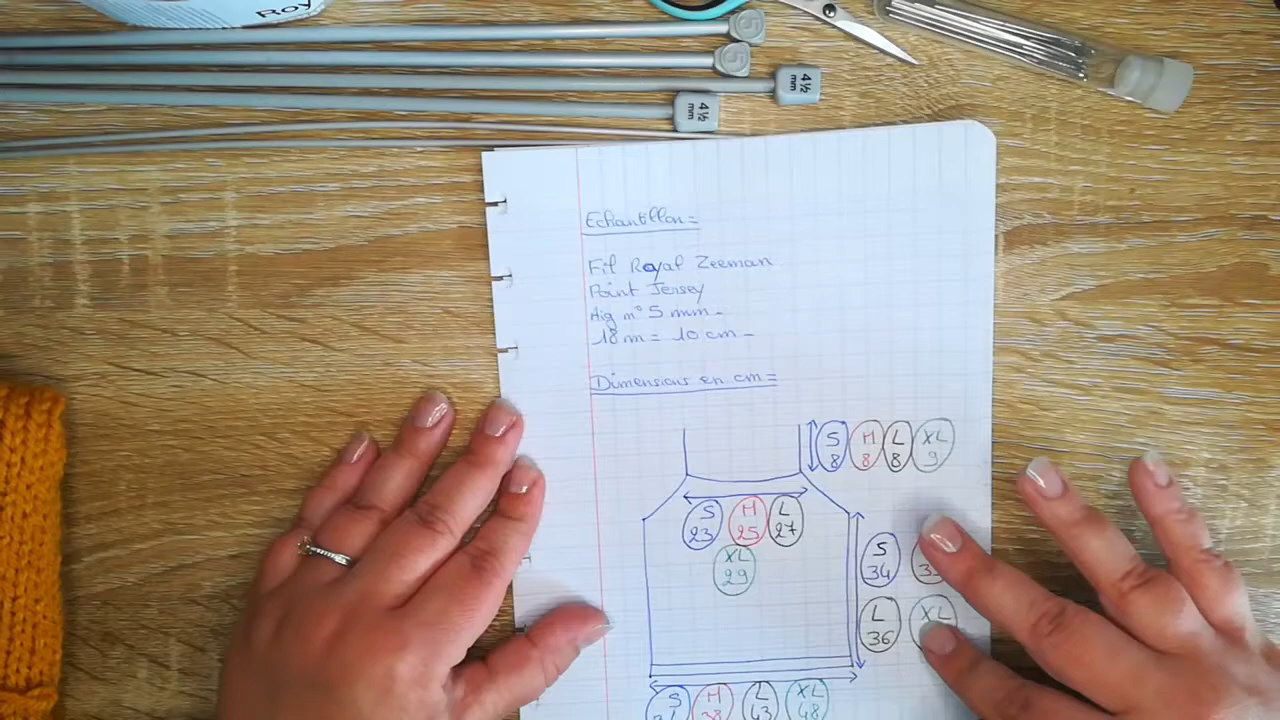 Roy
5
5
4½ mm
4½ mm
Echantillon =
Fil Royal Zeeman
Point Jersey
Aig n° 5 mm -
18 m = 10 cm -
Dimensions en cm =
S 8 M 8 L 8 XL 9
S 23 M 25 L 27
XL 29
S 34
L 36 XL
S M 38 L 43 XL 48